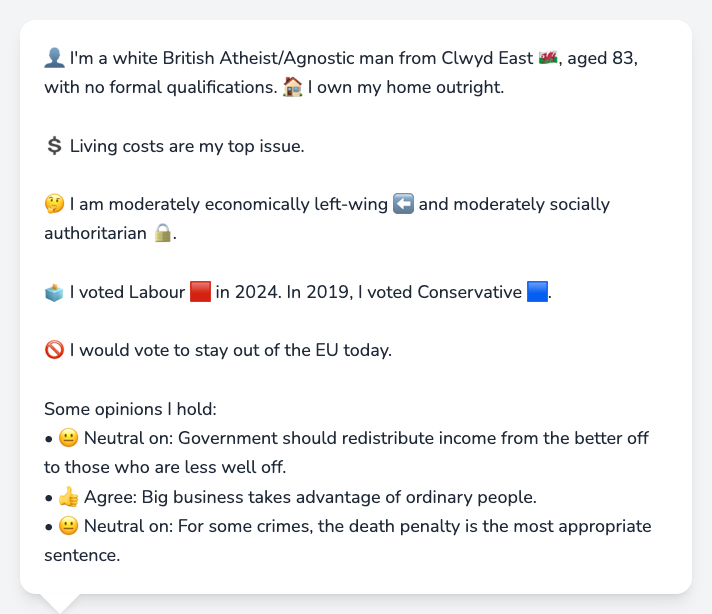 👤 I'm a white British Atheist/Agnostic man from Clwyd East 🏴󠁧󠁢󠁷󠁬󠁳󠁿, aged 83,
with no formal qualifications. 🏠 I own my home outright.
💲 Living costs are my top issue.
🤔 I am moderately economically left-wing ⬅️ and moderately socially
authoritarian 🔒.
🗳️ I voted Labour 🟥 in 2024. In 2019, I voted Conservative 🟦.
🚫 I would vote to stay out of the EU today.
Some opinions I hold:
• 😐 Neutral on: Government should redistribute income from the better off
to those who are less well off.
• 👍 Agree: Big business takes advantage of ordinary people.
• 😐 Neutral on: For some crimes, the death penalty is the most appropriate
sentence.